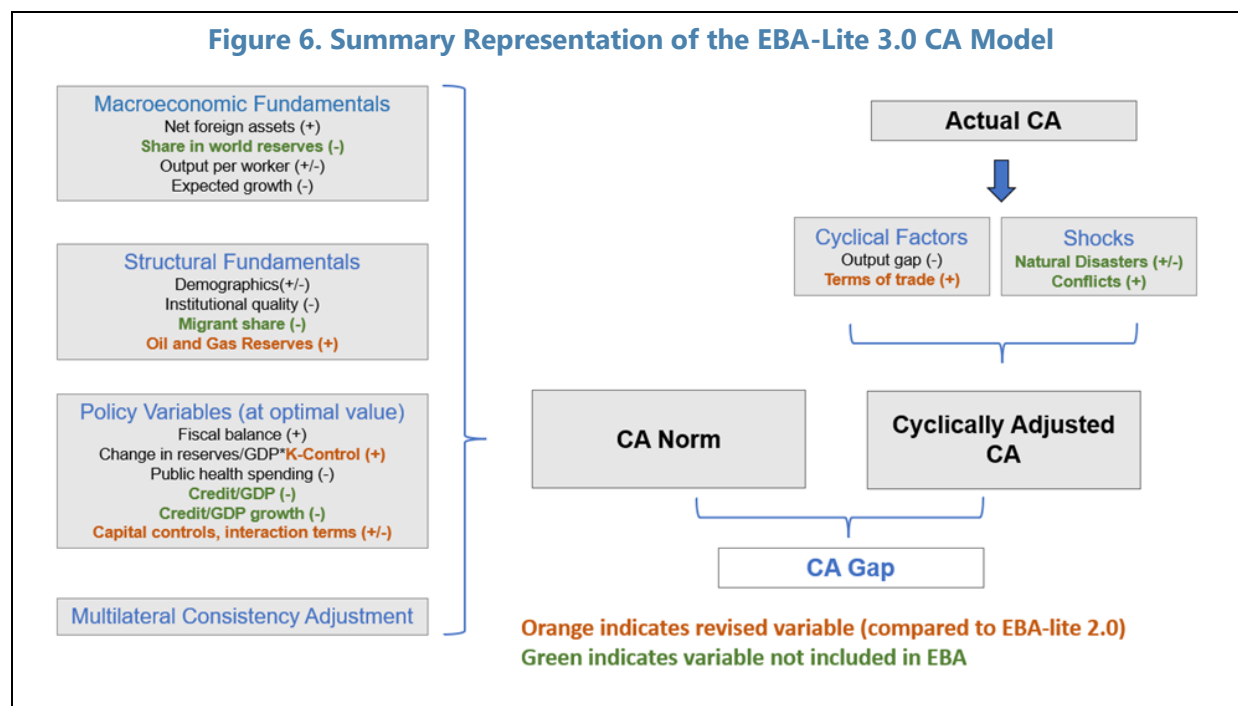 Figure 6. Summary Representation of the EBA-Lite 3.0 CA Model
Macroeconomic Fundamentals
Net foreign assets (+)
Share in world reserves (-)
Output per worker (+/-)
Expected growth (-)
Structural Fundamentals
Demographics(+/-)
Institutional quality (-)
Migrant share (-)
Oil and Gas Reserves (+)
Policy Variables (at optimal value)
Fiscal balance (+)
Change in reserves/GDP*K-Control (+)
Public health spending (-)
Credit/GDP (-)
Credit/GDP growth (-)
Capital controls, interaction terms (+/-)
Multilateral Consistency Adjustment
Actual CA
Cyclical Factors
Output gap (-)
Terms of trade (+)
Shocks
Natural Disasters (+/-)
Conflicts (+)
CA Norm
Cyclically Adjusted
CA
CA Gap
Orange indicates revised variable (compared to EBA-lite 2.0)
Green indicates variable not included in EBA